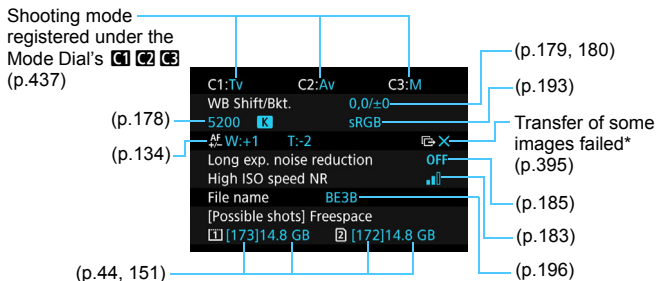 Shooting mode
registered under the
Mode Dial's C1 C2 C3
(p.437)
(p.179, 180)
C1:Tv C2:Av C3:M
WB Shift/Bkt. 0,0/±0
(p.193)
(p.178)
5200 K sRGB
Transfer of some
images failed*
(p.395)
(p.134)
AF +/− W:+1 T:-2
Long exp. noise reduction OFF
(p.185)
High ISO speed NR
(p.183)
File name BE3B
(p.196)
[Possible shots] Freespace
1 [173]14.8 GB 2 [172]14.8 GB
(p.44, 151)